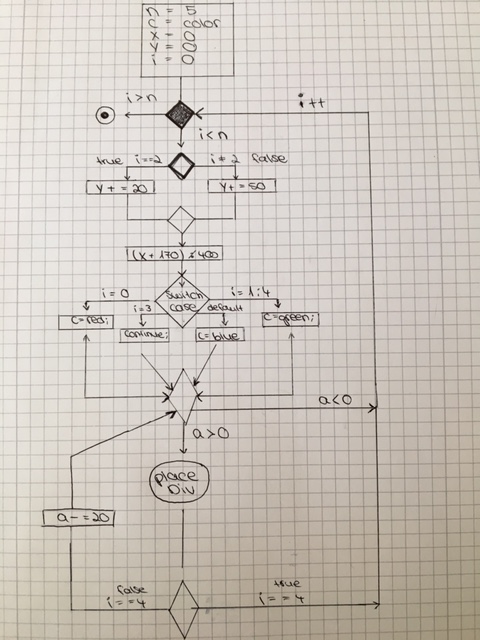 n = 5
c = color
x = 0
y = 0
i = 0
i>n
i++
i<n
true i==2
i ≠ 2 false
y += 20
y+ = 50
(x + 170) % 400
i = 0
switch
case
i = 1:4
i=3
default
c=red;
continue;
c=blue
c=green;
a<0
a>0
place
Div
a- = 20
false
i==4
true
i == 4